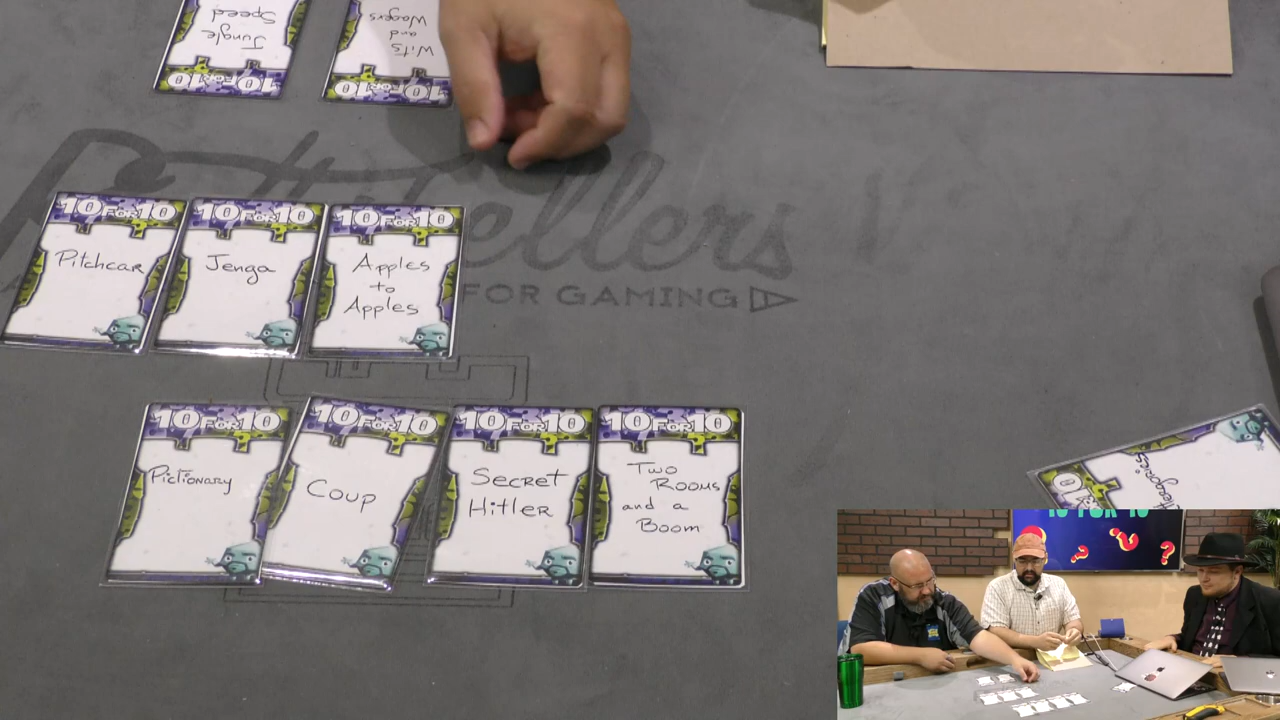 Jungle
Speed
10 FOR 10
Wits
and
Wagers
10 FOR 10
ellers
FOR GAMING
10 FOR 10
Pitchcar
10 FOR 10
Jenga
10 FOR 10
Apples
to
Apples
10 FOR 10
Pictionary
10 FOR 10
Coup
10 FOR 10
Secret
Hitler
10 FOR 10
Two
Rooms
and a
Boom
10
10 FOR 10